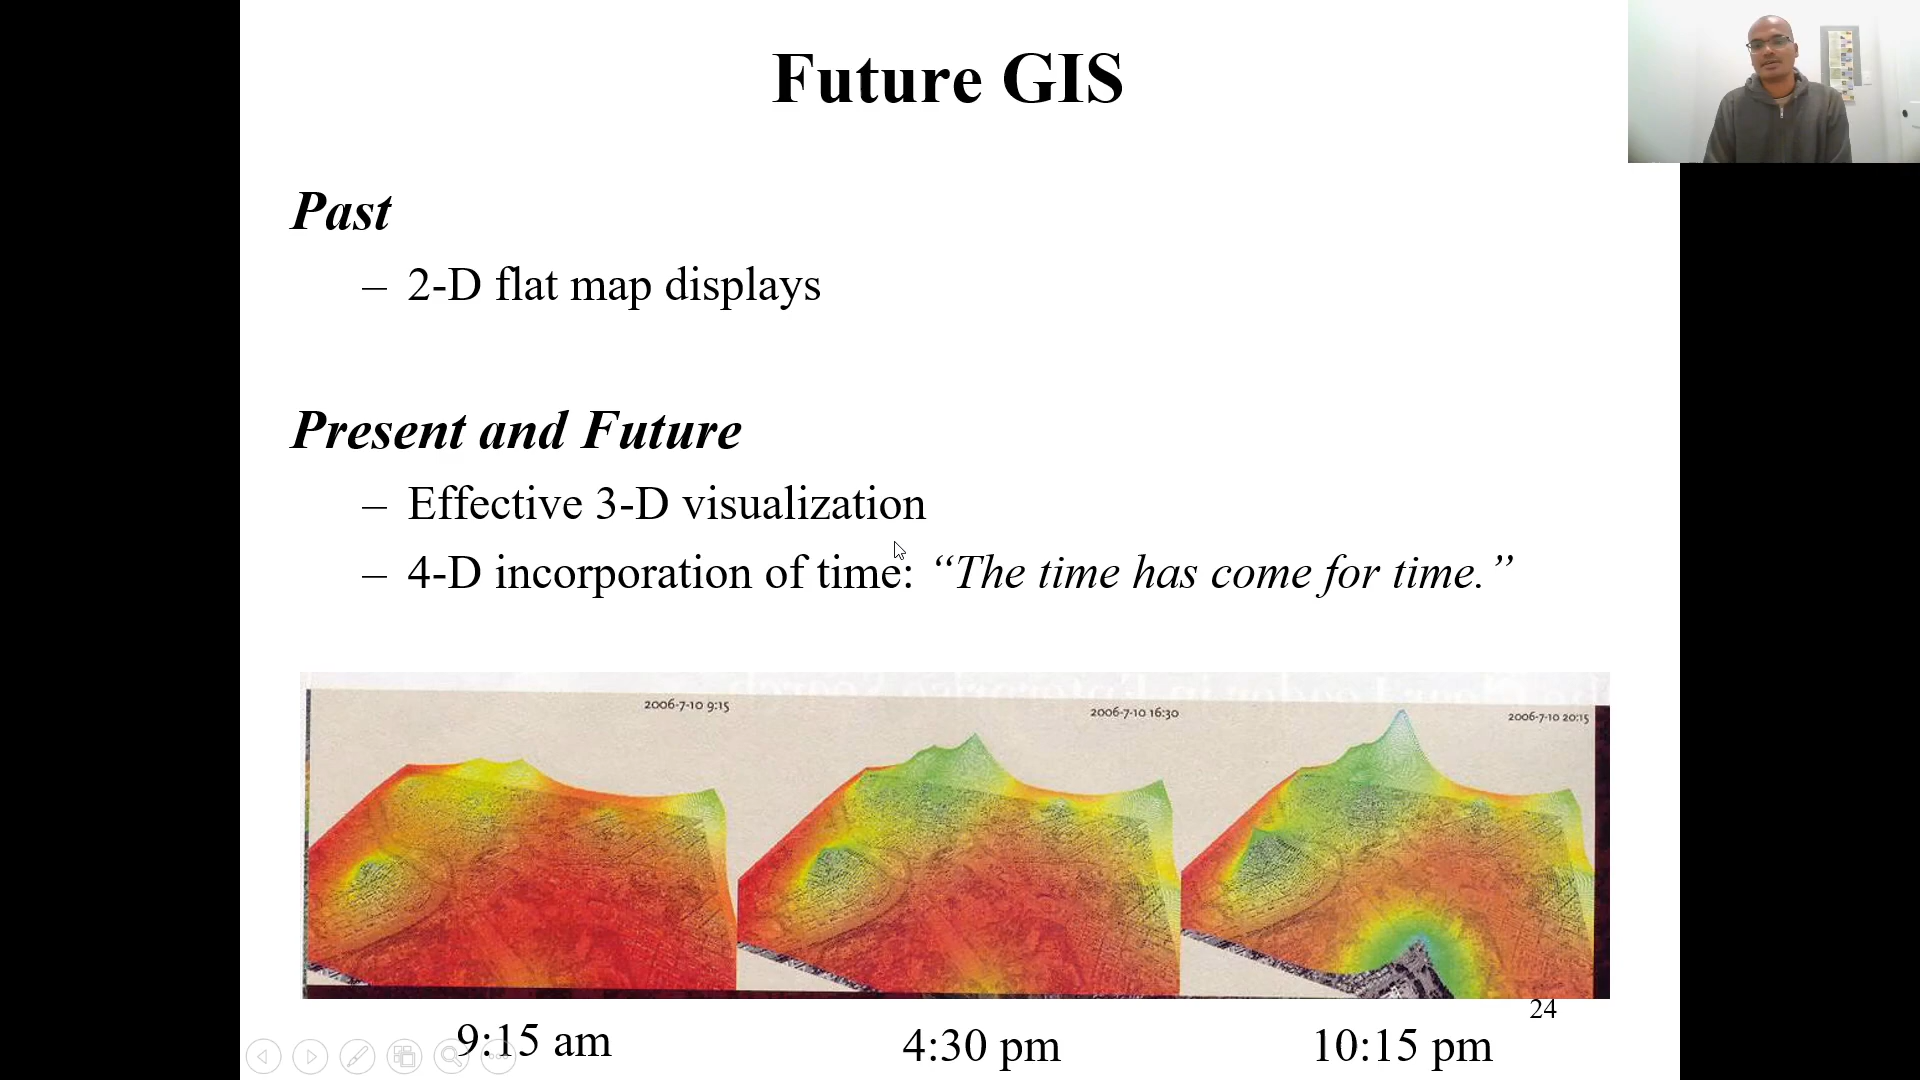 Future GIS
Past
– 2-D flat map displays
Present and Future
– Effective 3-D visualization
– 4-D incorporation of time: “The time has come for time.”
2006-7-10 9:15
2006-7-10 16:30
2006-7-10 20:15
24
9:15 am
4:30 pm
10:15 pm